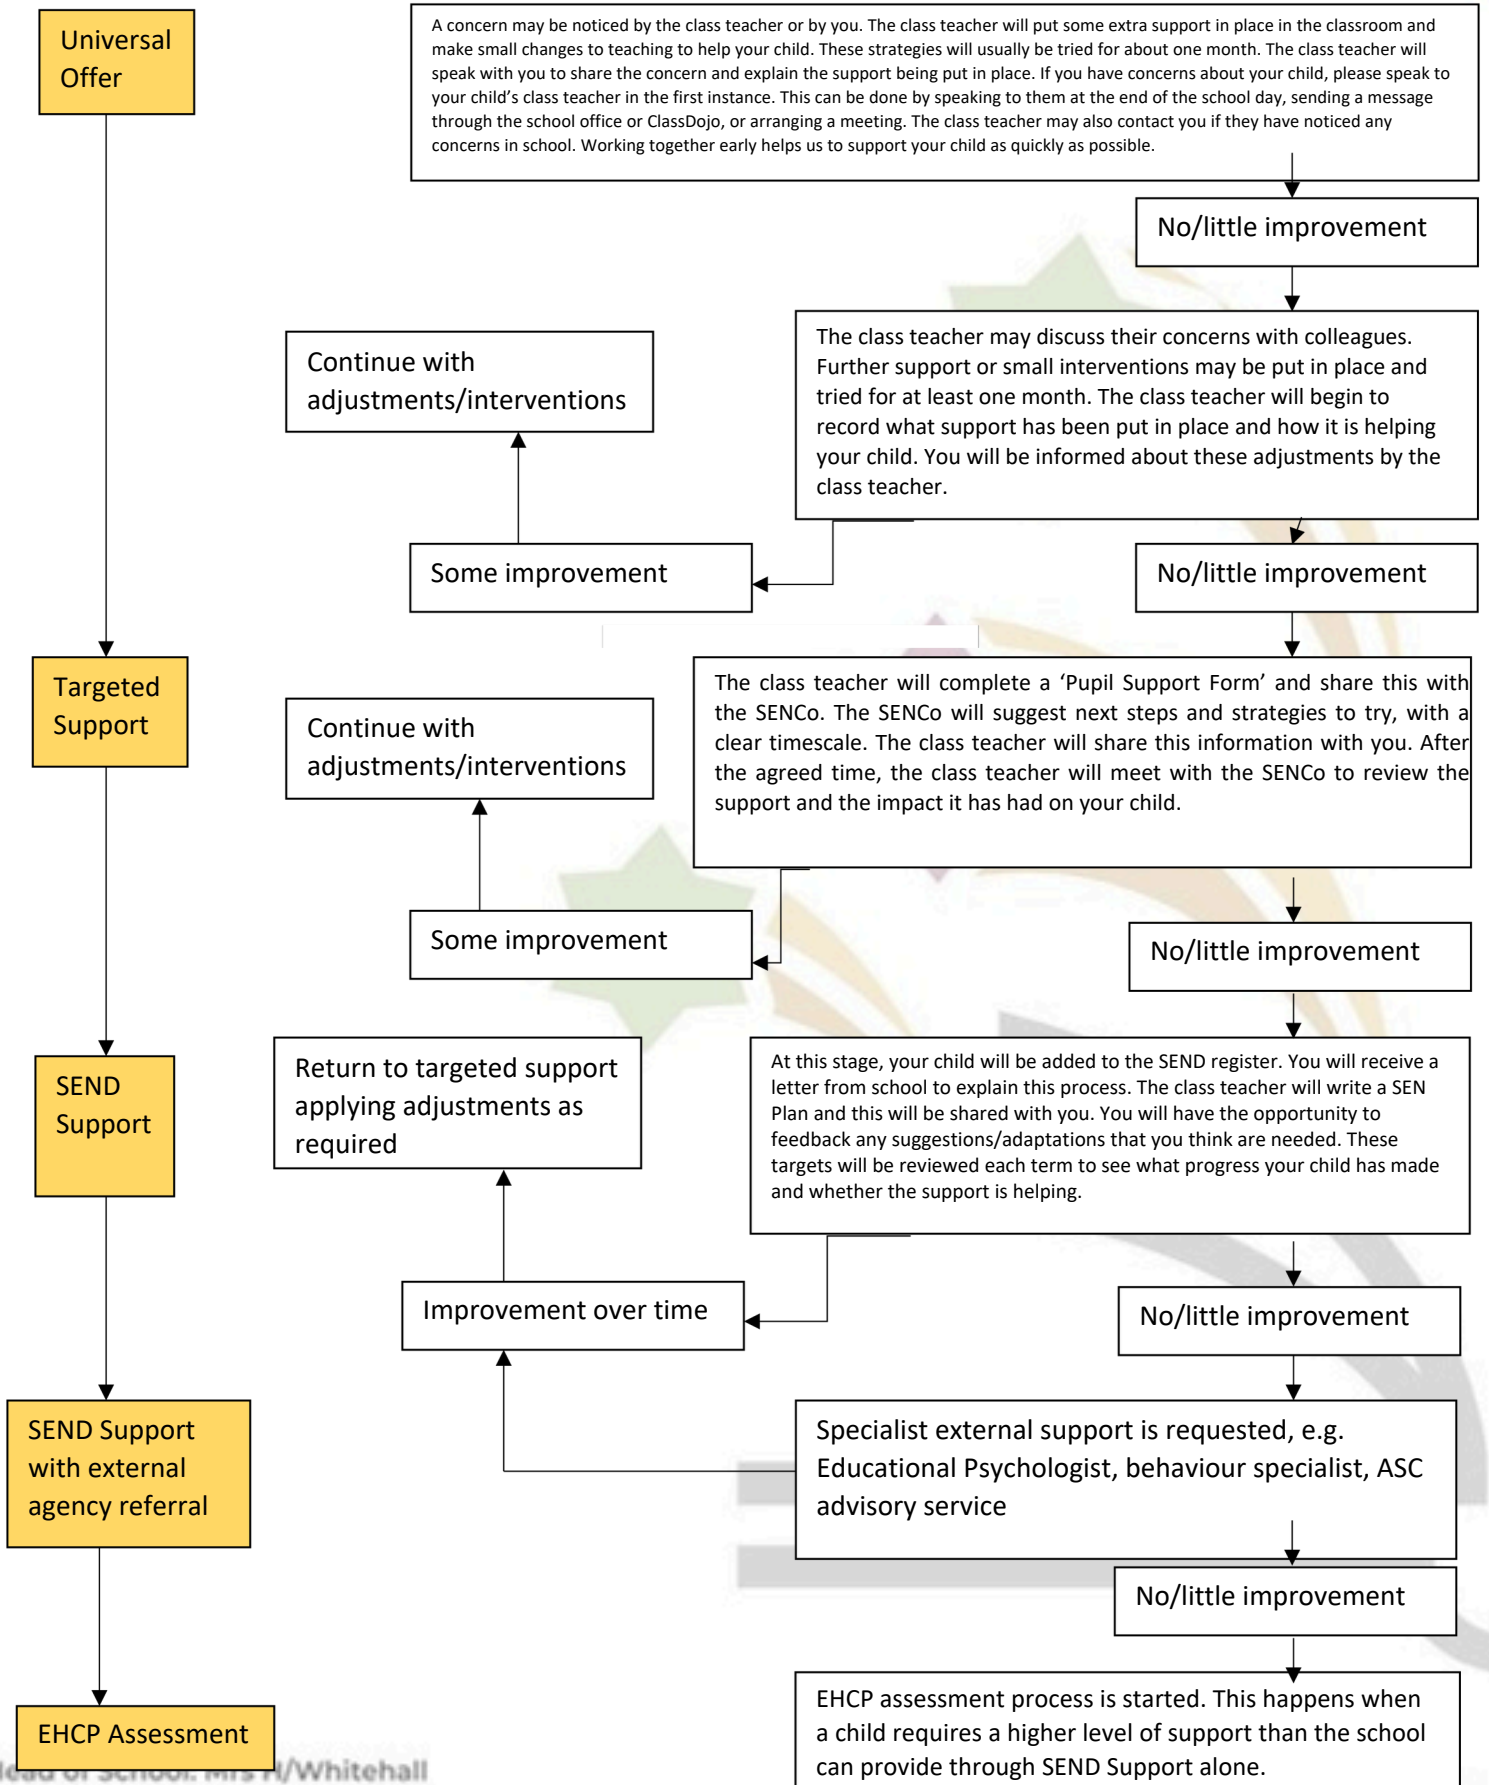 Universal
Offer
A concern may be noticed by the class teacher or by you. The class teacher will put some extra support in place in the classroom and
make small changes to teaching to help your child. These strategies will usually be tried for about one month. The class teacher will
speak with you to share the concern and explain the support being put in place. If you have concerns about your child, please speak to
your child’s class teacher in the first instance. This can be done by speaking to them at the end of the school day, sending a message
through the school office or ClassDojo, or arranging a meeting. The class teacher may also contact you if they have noticed any
concerns in school. Working together early helps us to support your child as quickly as possible.
No/little improvement
The class teacher may discuss their concerns with colleagues.
Further support or small interventions may be put in place and
tried for at least one month. The class teacher will begin to
record what support has been put in place and how it is helping
your child. You will be informed about these adjustments by the
class teacher.
Continue with
adjustments/interventions
Some improvement
No/little improvement
Targeted
Support
The class teacher will complete a ‘Pupil Support Form’ and share this with
the SENCo. The SENCo will suggest next steps and strategies to try, with a
clear timescale. The class teacher will share this information with you. After
the agreed time, the class teacher will meet with the SENCo to review the
support and the impact it has had on your child.
Continue with
adjustments/interventions
Some improvement
No/little improvement
SEND
Support
Return to targeted support
applying adjustments as
required
At this stage, your child will be added to the SEND register. You will receive a
letter from school to explain this process. The class teacher will write a SEN
Plan and this will be shared with you. You will have the opportunity to
feedback any suggestions/adaptations that you think are needed. These
targets will be reviewed each term to see what progress your child has made
and whether the support is helping.
Improvement over time
No/little improvement
SEND Support
with external
agency referral
Specialist external support is requested, e.g.
Educational Psychologist, behaviour specialist, ASC
advisory service
No/little improvement
EHCP Assessment
EHCP assessment process is started. This happens when
a child requires a higher level of support than the school
can provide through SEND Support alone.
Head of School: Mrs H/Whitehall